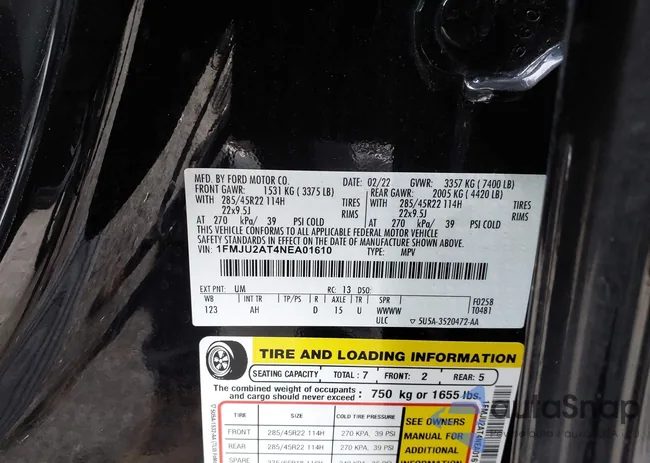 360
MFD. BY FORD MOTOR CO. DATE: 02/22 GVWR: 3357 KG ( 7400 LB)
FRONT GAWR: 1531 KG ( 3375 LB) REAR GAWR: 2005 KG ( 4420 LB)
WITH 285/45R22 114H TIRES WITH 285/45R22 114H TIRES
22x9.5J RIMS 22x9.5J RIMS
AT 270 kPa/ 39 PSI COLD AT 270 kPa/ 39 PSI COLD
THIS VEHICLE CONFORMS TO ALL APPLICABLE FEDERAL MOTOR VEHICLE
SAFETY STANDARDS IN EFFECT ON THE DATE OF MANUFACTURE SHOWN ABOVE.
VIN: 1FMJU2AT4NEA01610 TYPE: MPV
EXT PNT: UM RC: 13 DSO:
WB INT TR TP/PS R AXLE TR SPR F0258
123 AH D 15 U WWWW T0481
ULC ▽ 5U5A-3520472-AA
TIRE AND LOADING INFORMATION
SEATING CAPACITY TOTAL: 7 FRONT: 2 REAR: 5
The combined weight of occupants
and cargo should never exceed: 750 kg or 1655 lbs.
TIRE SIZE COLD TIRE PRESSURE
FRONT 285/45R22 114H 270 KPA, 39 PSI
REAR 285/45R22 114H 270 KPA, 39 PSI
SPARE
SEE OWNERS
MANUAL FOR
ADDITIONAL
INFORMATION
autoSnap